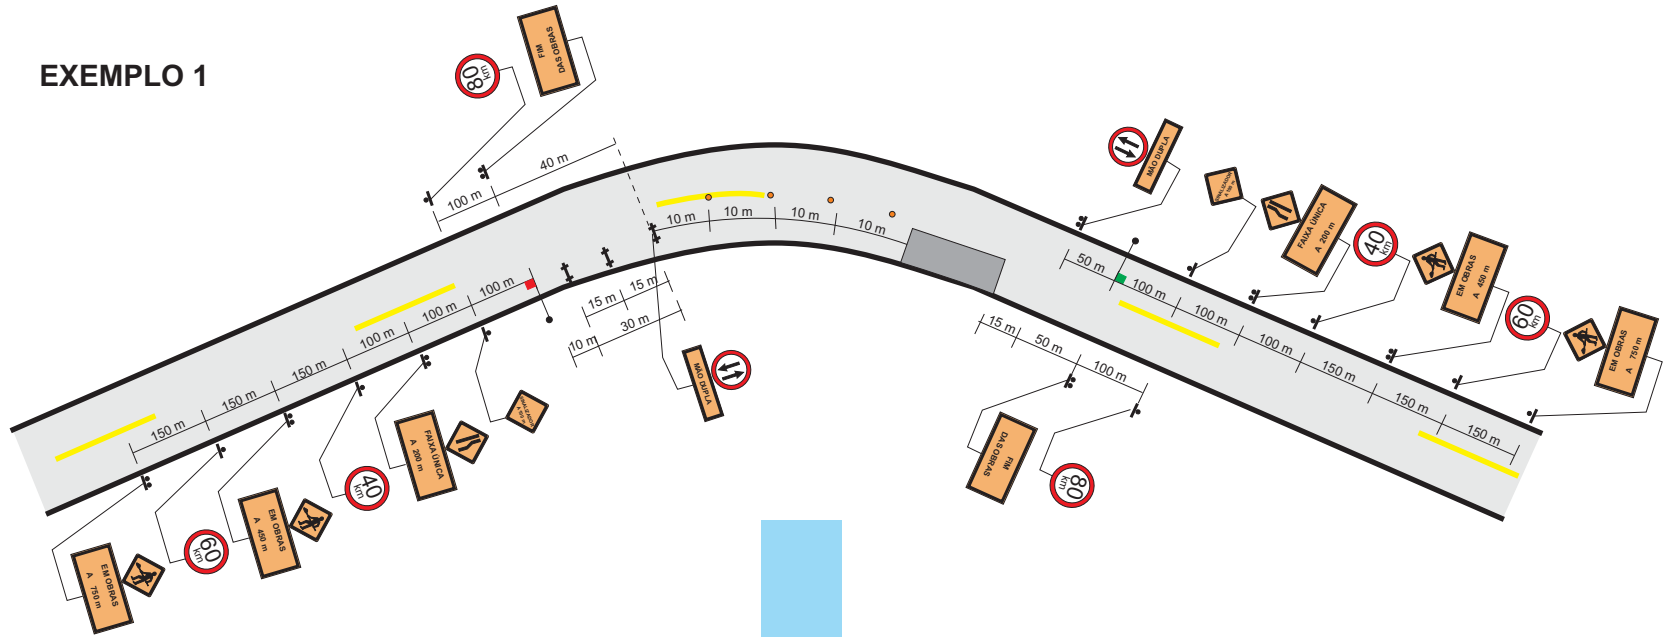 EXEMPLO 1
80
km
FIM
DAS OBRAS
40 m
100 m
10 m
10 m
10 m
10 m
100 m
100 m
100 m
150 m
150 m
150 m
15 m
15 m
30 m
10 m
MÃO DUPLA
FAIXA ÚNICA
A 200 m
40
km
EM OBRAS
A 450 m
60
km
EM OBRAS
A 750 m
MÃO DUPLA
FAIXA ÚNICA
A 200 m
40
km
EM OBRAS
A 450 m
60
km
EM OBRAS
A 750 m
50 m
100 m
100 m
100 m
150 m
150 m
150 m
15 m
50 m
100 m
FIM
DAS OBRAS
80
km